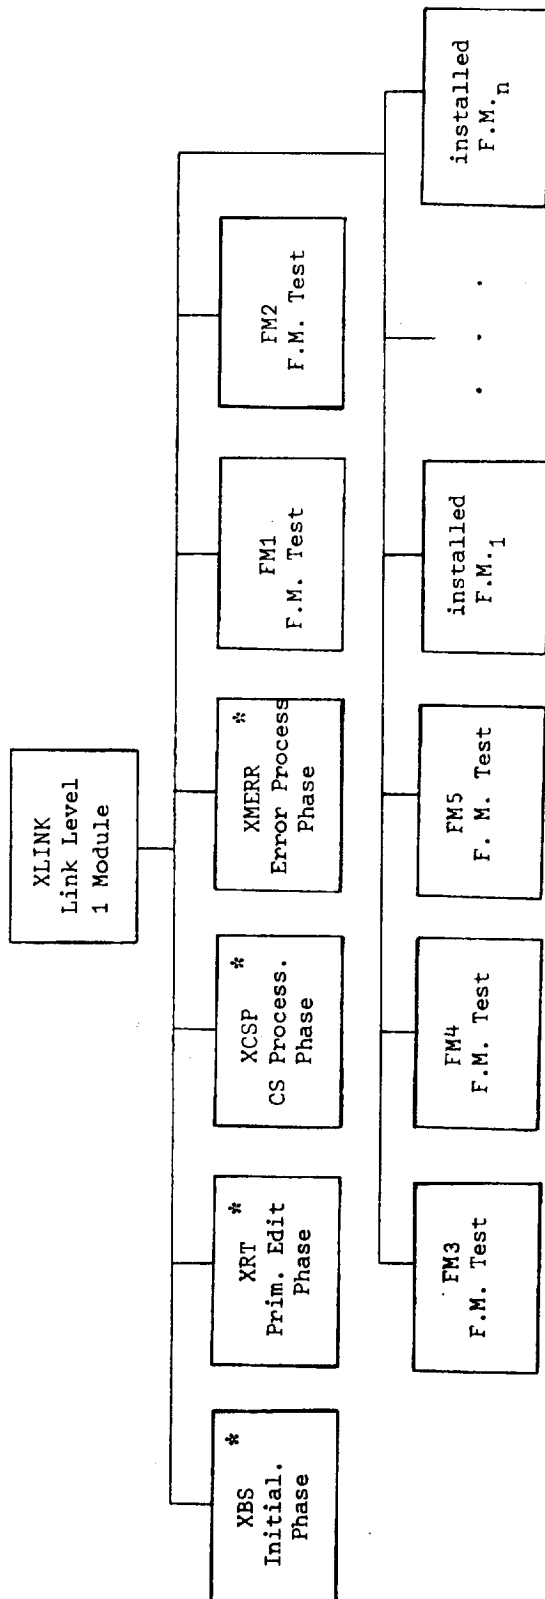 XLINK
Link Level
1 Module
*
XBS
Initial.
Phase
*
XRT
Prim. Edit
Phase
*
XCSP
CS Process.
Phase
*
XMERR
Error Process
Phase
FM1
F.M. Test
FM2
F.M. Test
FM3
F.M. Test
FM4
F.M. Test
FM5
F. M. Test
installed
F.M.1
. . .
installed
F.M.n